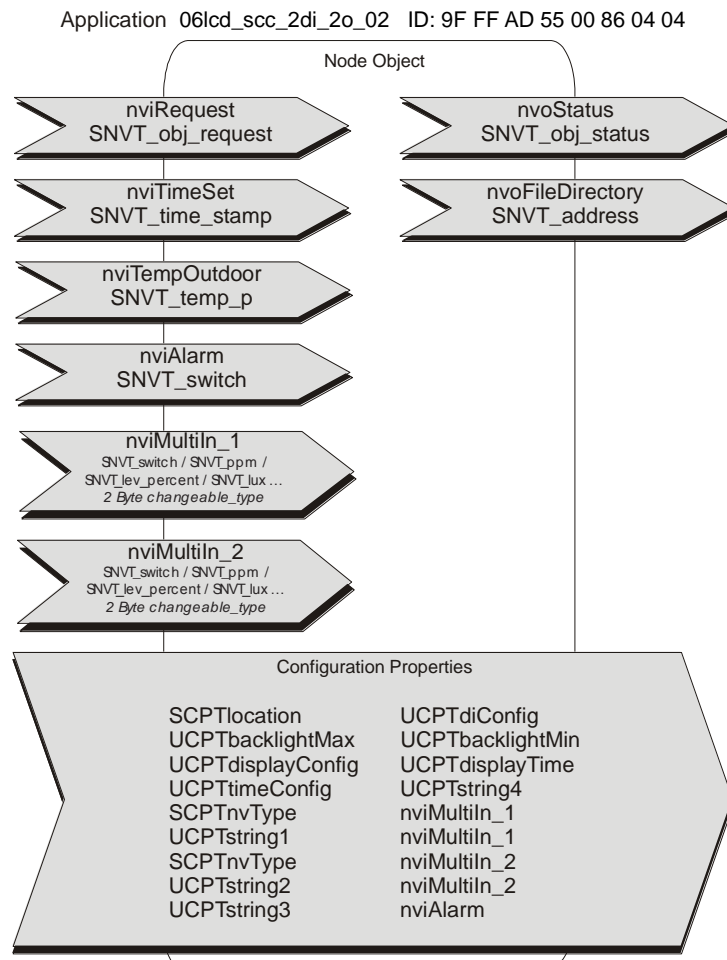 Application 06lcd_scc_2di_2o_02 ID: 9F FF AD 55 00 86 04 04
Node Object
nviRequest
SNVT_obj_request
nvoStatus
SNVT_obj_status
nviTimeSet
SNVT_time_stamp
nvoFileDirectory
SNVT_address
nviTempOutdoor
SNVT_temp_p
nviAlarm
SNVT_switch
nviMultiIn_1
SNVT_switch / SNVT_ppm /
SNVT_lev_percent / SNVT_lux ...
2 Byte changeable_type
nviMultiIn_2
SNVT_switch / SNVT_ppm /
SNVT_lev_percent / SNVT_lux ...
2 Byte changeable_type
Configuration Properties
SCPTlocation UCPTdiConfig
UCPTbacklightMax UCPTbacklightMin
UCPTdisplayConfig UCPTdisplayTime
UCPTtimeConfig UCPTstring4
SCPTnvType nviMultiIn_1
UCPTstring1 nviMultiIn_1
SCPTnvType nviMultiIn_2
UCPTstring2 nviMultiIn_2
UCPTstring3 nviAlarm